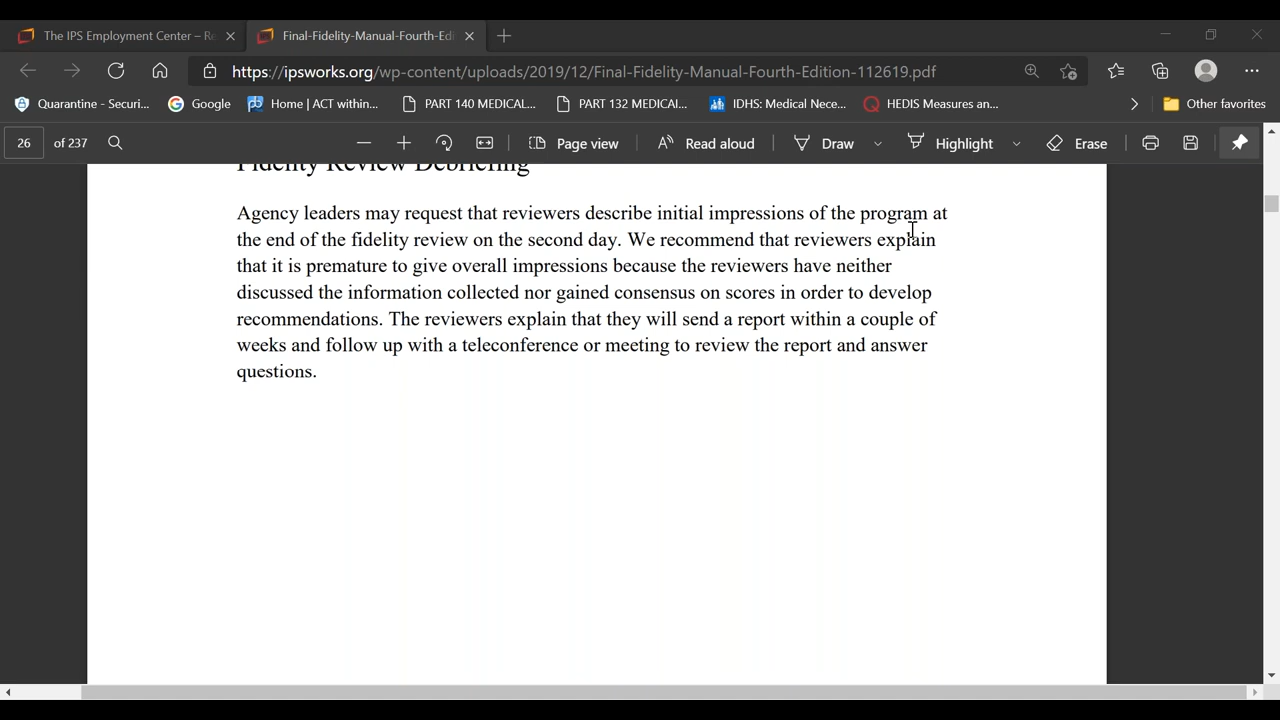 The IPS Employment Center – Re
Final-Fidelity-Manual-Fourth-Edi
https://ipsworks.org/wp-content/uploads/2019/12/Final-Fidelity-Manual-Fourth-Edition-112619.pdf
Quarantine - Securi...
Google
Home | ACT within...
PART 140 MEDICAL...
PART 132 MEDICAl...
IDHS: Medical Nece...
HEDIS Measures an...
Other favorites
26 of 237
Page view
Read aloud
Draw
Highlight
Erase
Fidelity Review Debriefing
Agency leaders may request that reviewers describe initial impressions of the program at
the end of the fidelity review on the second day. We recommend that reviewers explain
that it is premature to give overall impressions because the reviewers have neither
discussed the information collected nor gained consensus on scores in order to develop
recommendations. The reviewers explain that they will send a report within a couple of
weeks and follow up with a teleconference or meeting to review the report and answer
questions.